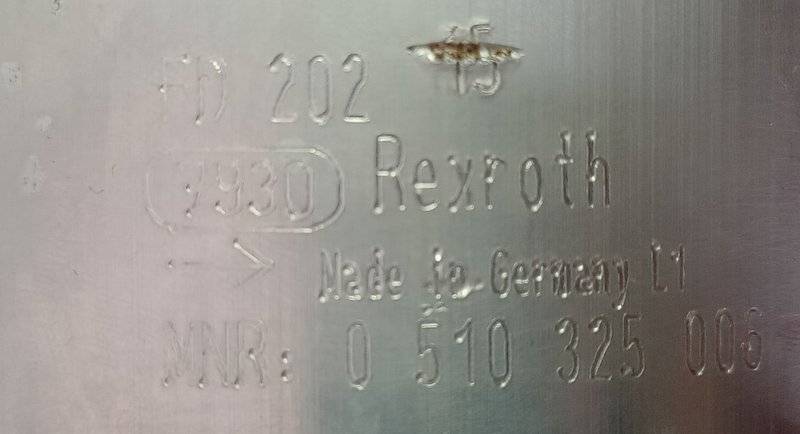 FD 202
15
7930 Rexroth
Made in Germany L1
MNR: 0 510 325 006